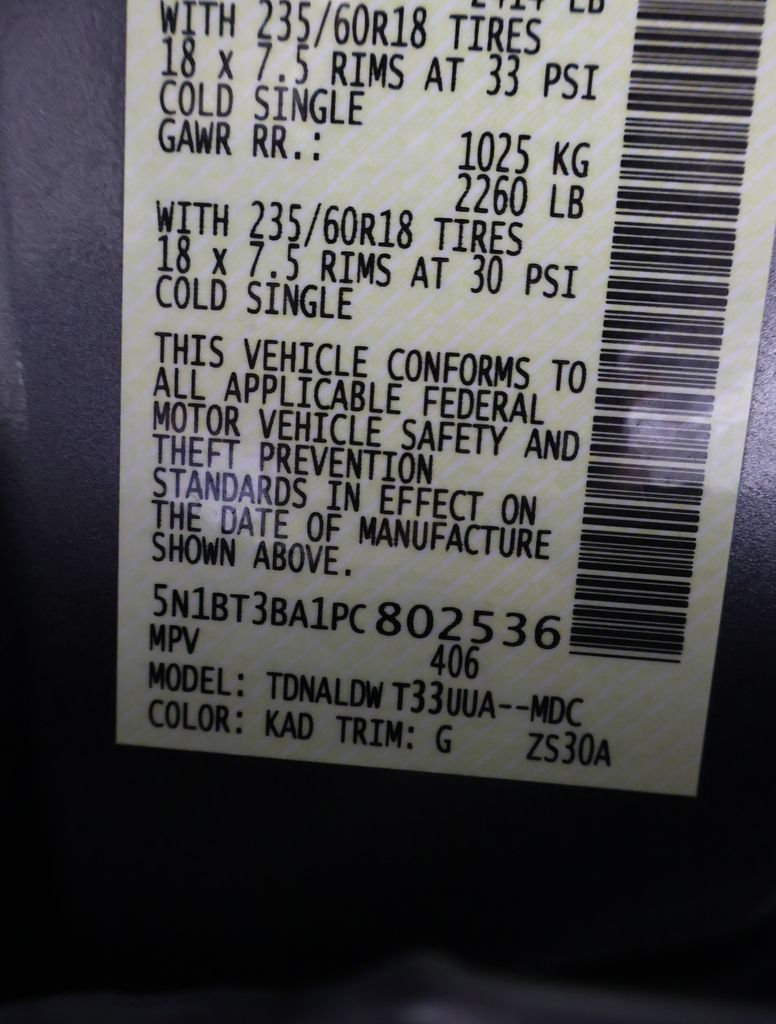 2414 LB
WITH 235/60R18 TIRES
18 x 7.5 RIMS AT 33 PSI
COLD SINGLE
GAWR RR.: 1025 KG
2260 LB
WITH 235/60R18 TIRES
18 x 7.5 RIMS AT 30 PSI
COLD SINGLE
THIS VEHICLE CONFORMS TO
ALL APPLICABLE FEDERAL
MOTOR VEHICLE SAFETY AND
THEFT PREVENTION
STANDARDS IN EFFECT ON
THE DATE OF MANUFACTURE
SHOWN ABOVE.
5N1BT3BA1PC802536
MPV 406
MODEL: TDNALDW T33UUA--MDC
COLOR: KAD TRIM: G ZS30A